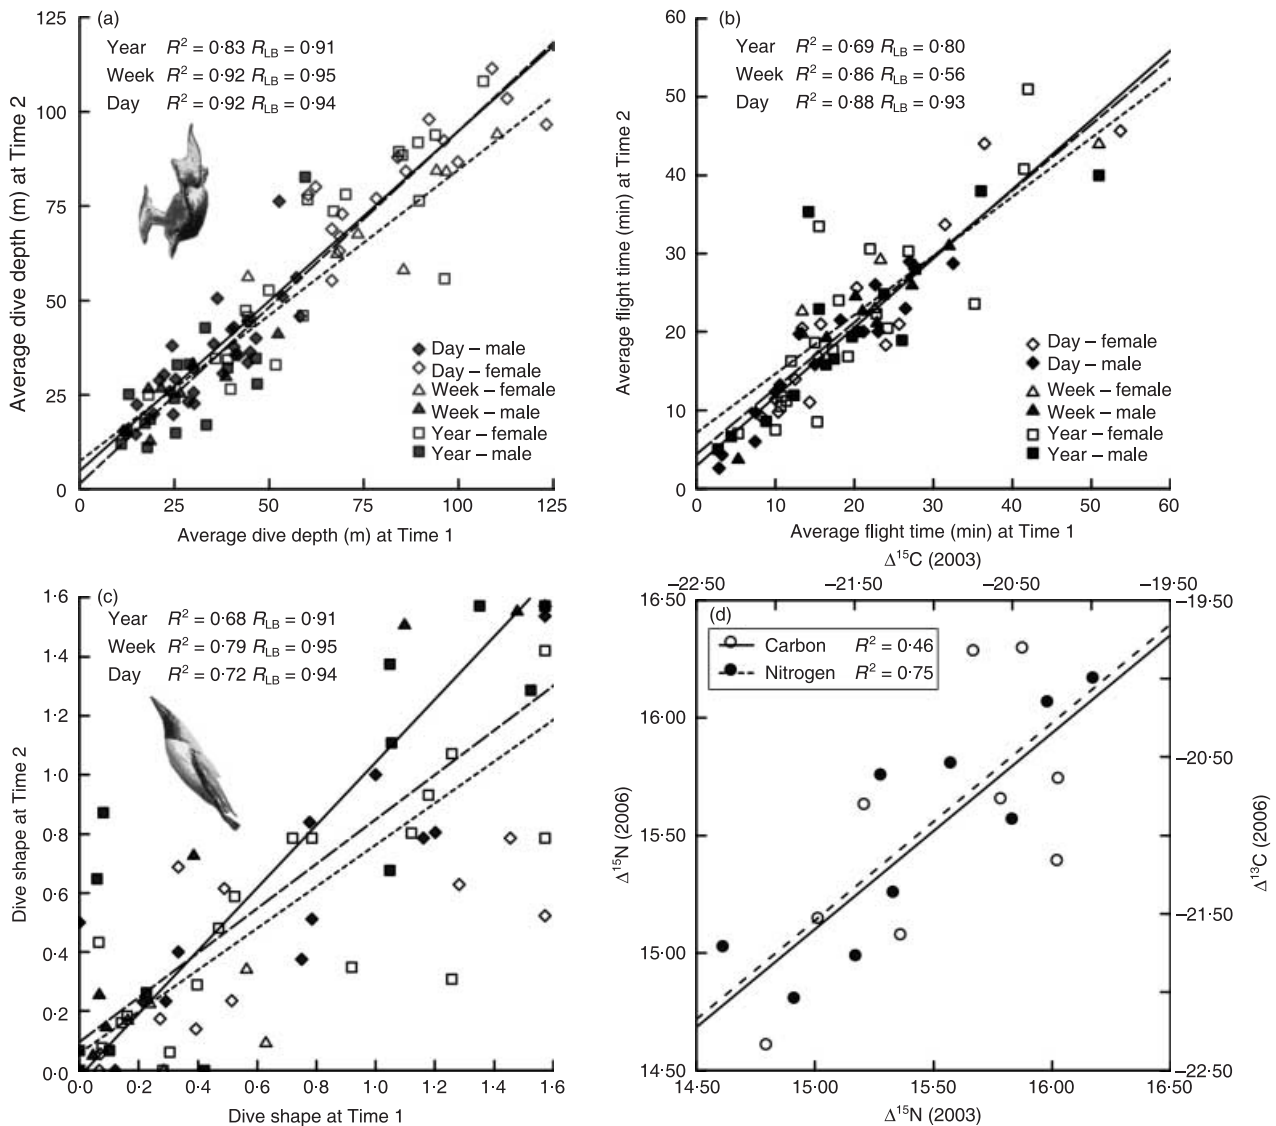 (a)
Year R² = 0·83 R_LB = 0·91
Week R² = 0·92 R_LB = 0·95
Day R² = 0·92 R_LB = 0·94
Average dive depth (m) at Time 2
125
100
75
50
25
0
Day – male
Day – female
Week – female
Week – male
Year – female
Year – male
0 25 50 75 100 125
Average dive depth (m) at Time 1
(b)
Year R² = 0·69 R_LB = 0·80
Week R² = 0·86 R_LB = 0·56
Day R² = 0·88 R_LB = 0·93
Average flight time (min) at Time 2
60
50
40
30
20
10
0
Day – female
Day – male
Week – female
Week – male
Year – female
Year – male
0 10 20 30 40 50 60
Average flight time (min) at Time 1
(c)
Year R² = 0·68 R_LB = 0·91
Week R² = 0·79 R_LB = 0·95
Day R² = 0·72 R_LB = 0·94
Dive shape at Time 2
1·6
1·4
1·2
1·0
0·8
0·6
0·4
0·2
0·0
0·0 0·2 0·4 0·6 0·8 1·0 1·2 1·4 1·6
Dive shape at Time 1
Δ¹⁵C (2003)
–22·50 –21·50 –20·50 –19·50
(d)
Carbon R² = 0·46
Nitrogen R² = 0·75
Δ¹⁵N (2006)
16·50
16·00
15·50
15·00
14·50
–19·50
–20·50
–21·50
–22·50
Δ¹³C (2006)
14·50 15·00 15·50 16·00 16·50
Δ¹⁵N (2003)